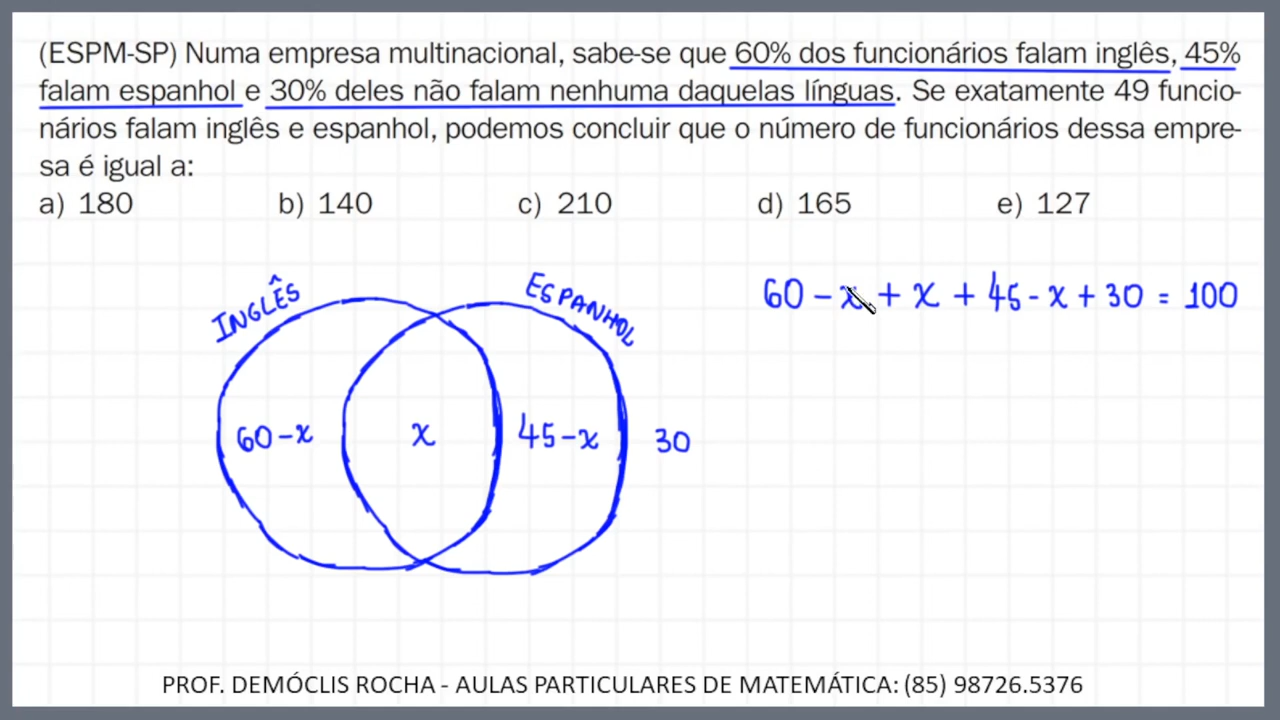 (ESPM-SP) Numa empresa multinacional, sabe-se que 60% dos funcionários falam inglês, 45%
falam espanhol e 30% deles não falam nenhuma daquelas línguas. Se exatamente 49 funcio-
nários falam inglês e espanhol, podemos concluir que o número de funcionários dessa empre-
sa é igual a:
a) 180 b) 140 c) 210 d) 165 e) 127
INGLÊS ESPANHOL
60 - x + x + 45 - x + 30 = 100
60-x x 45-x 30
PROF. DEMÓCLIS ROCHA - AULAS PARTICULARES DE MATEMÁTICA: (85) 98726.5376